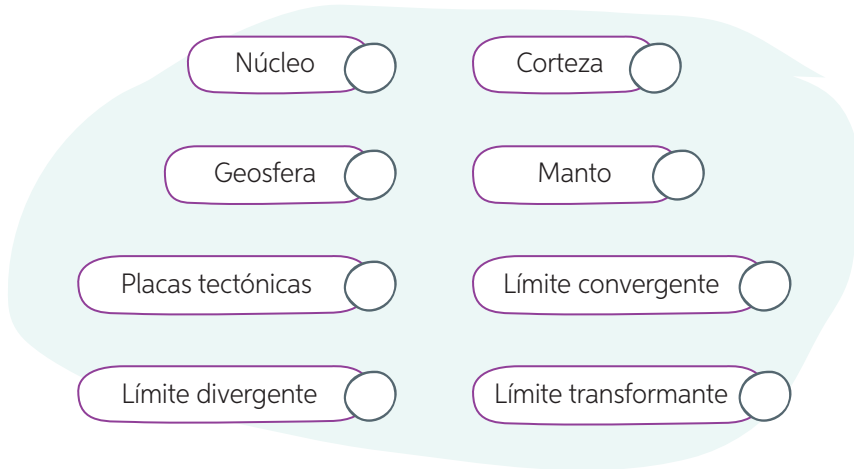 Núcleo
Corteza
Geosfera
Manto
Placas tectónicas
Límite convergente
Límite divergente
Límite transformante